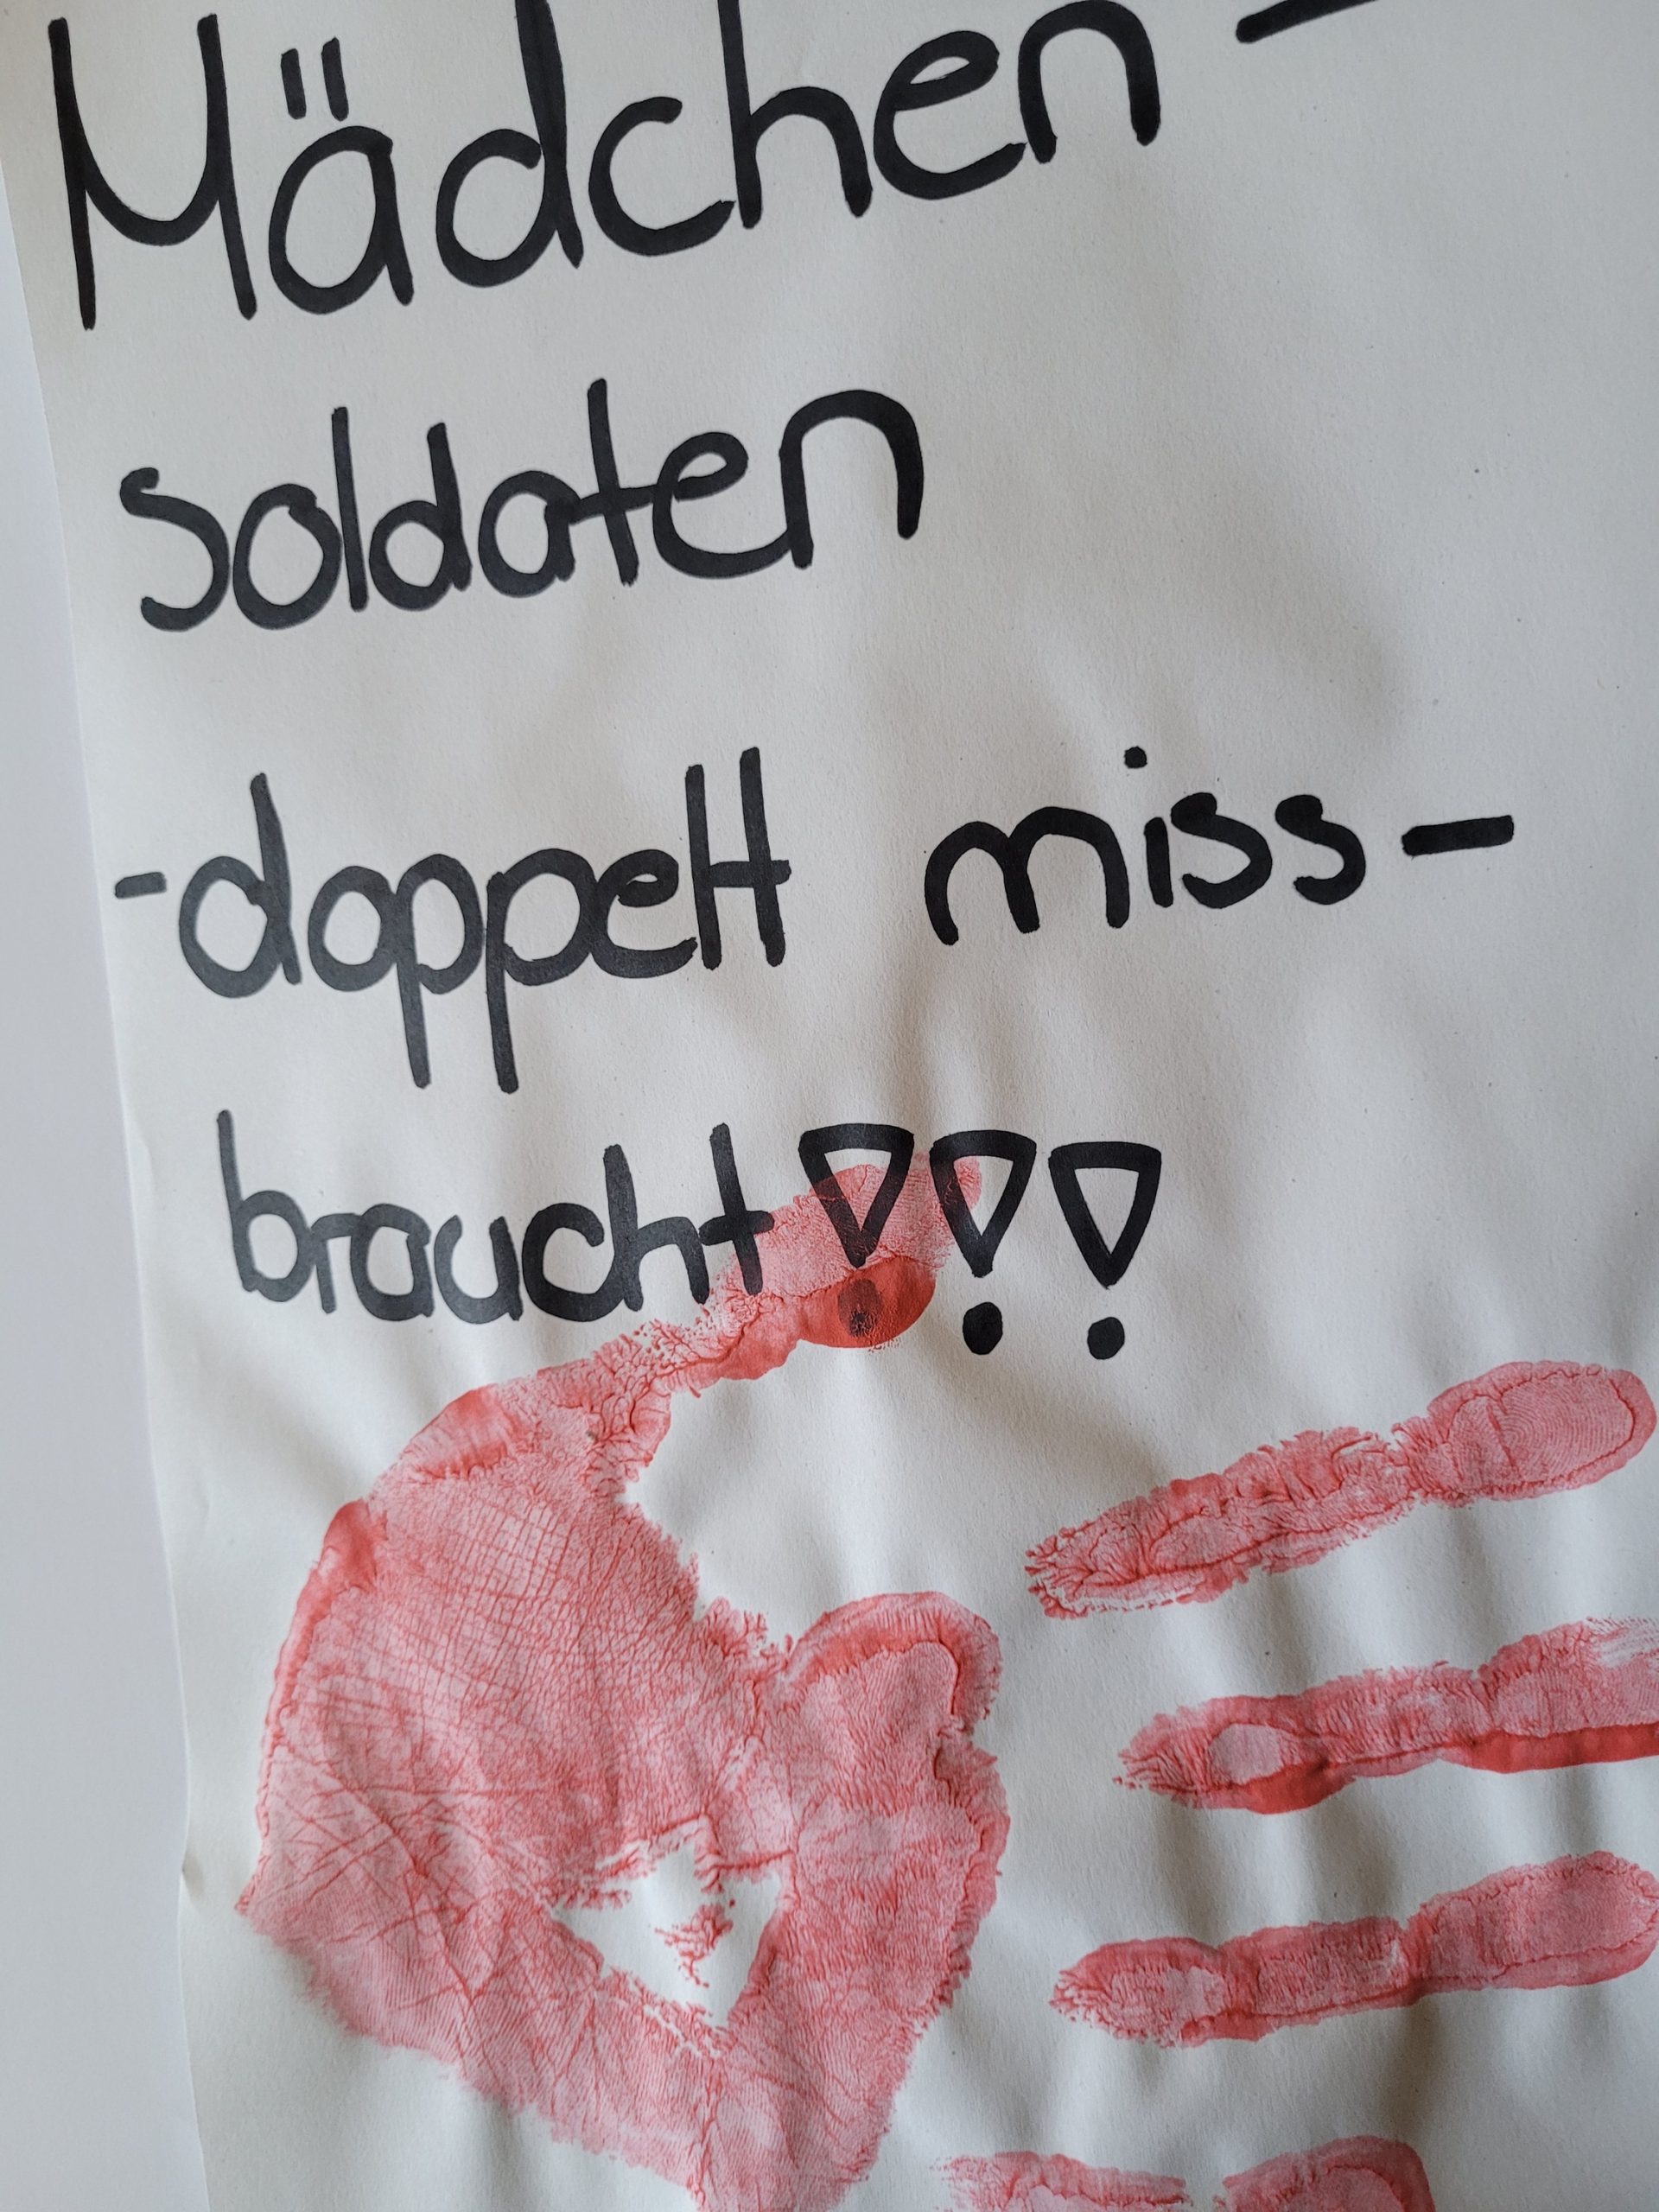 Mädchen-
soldaten
-doppelt miss-
braucht!!!